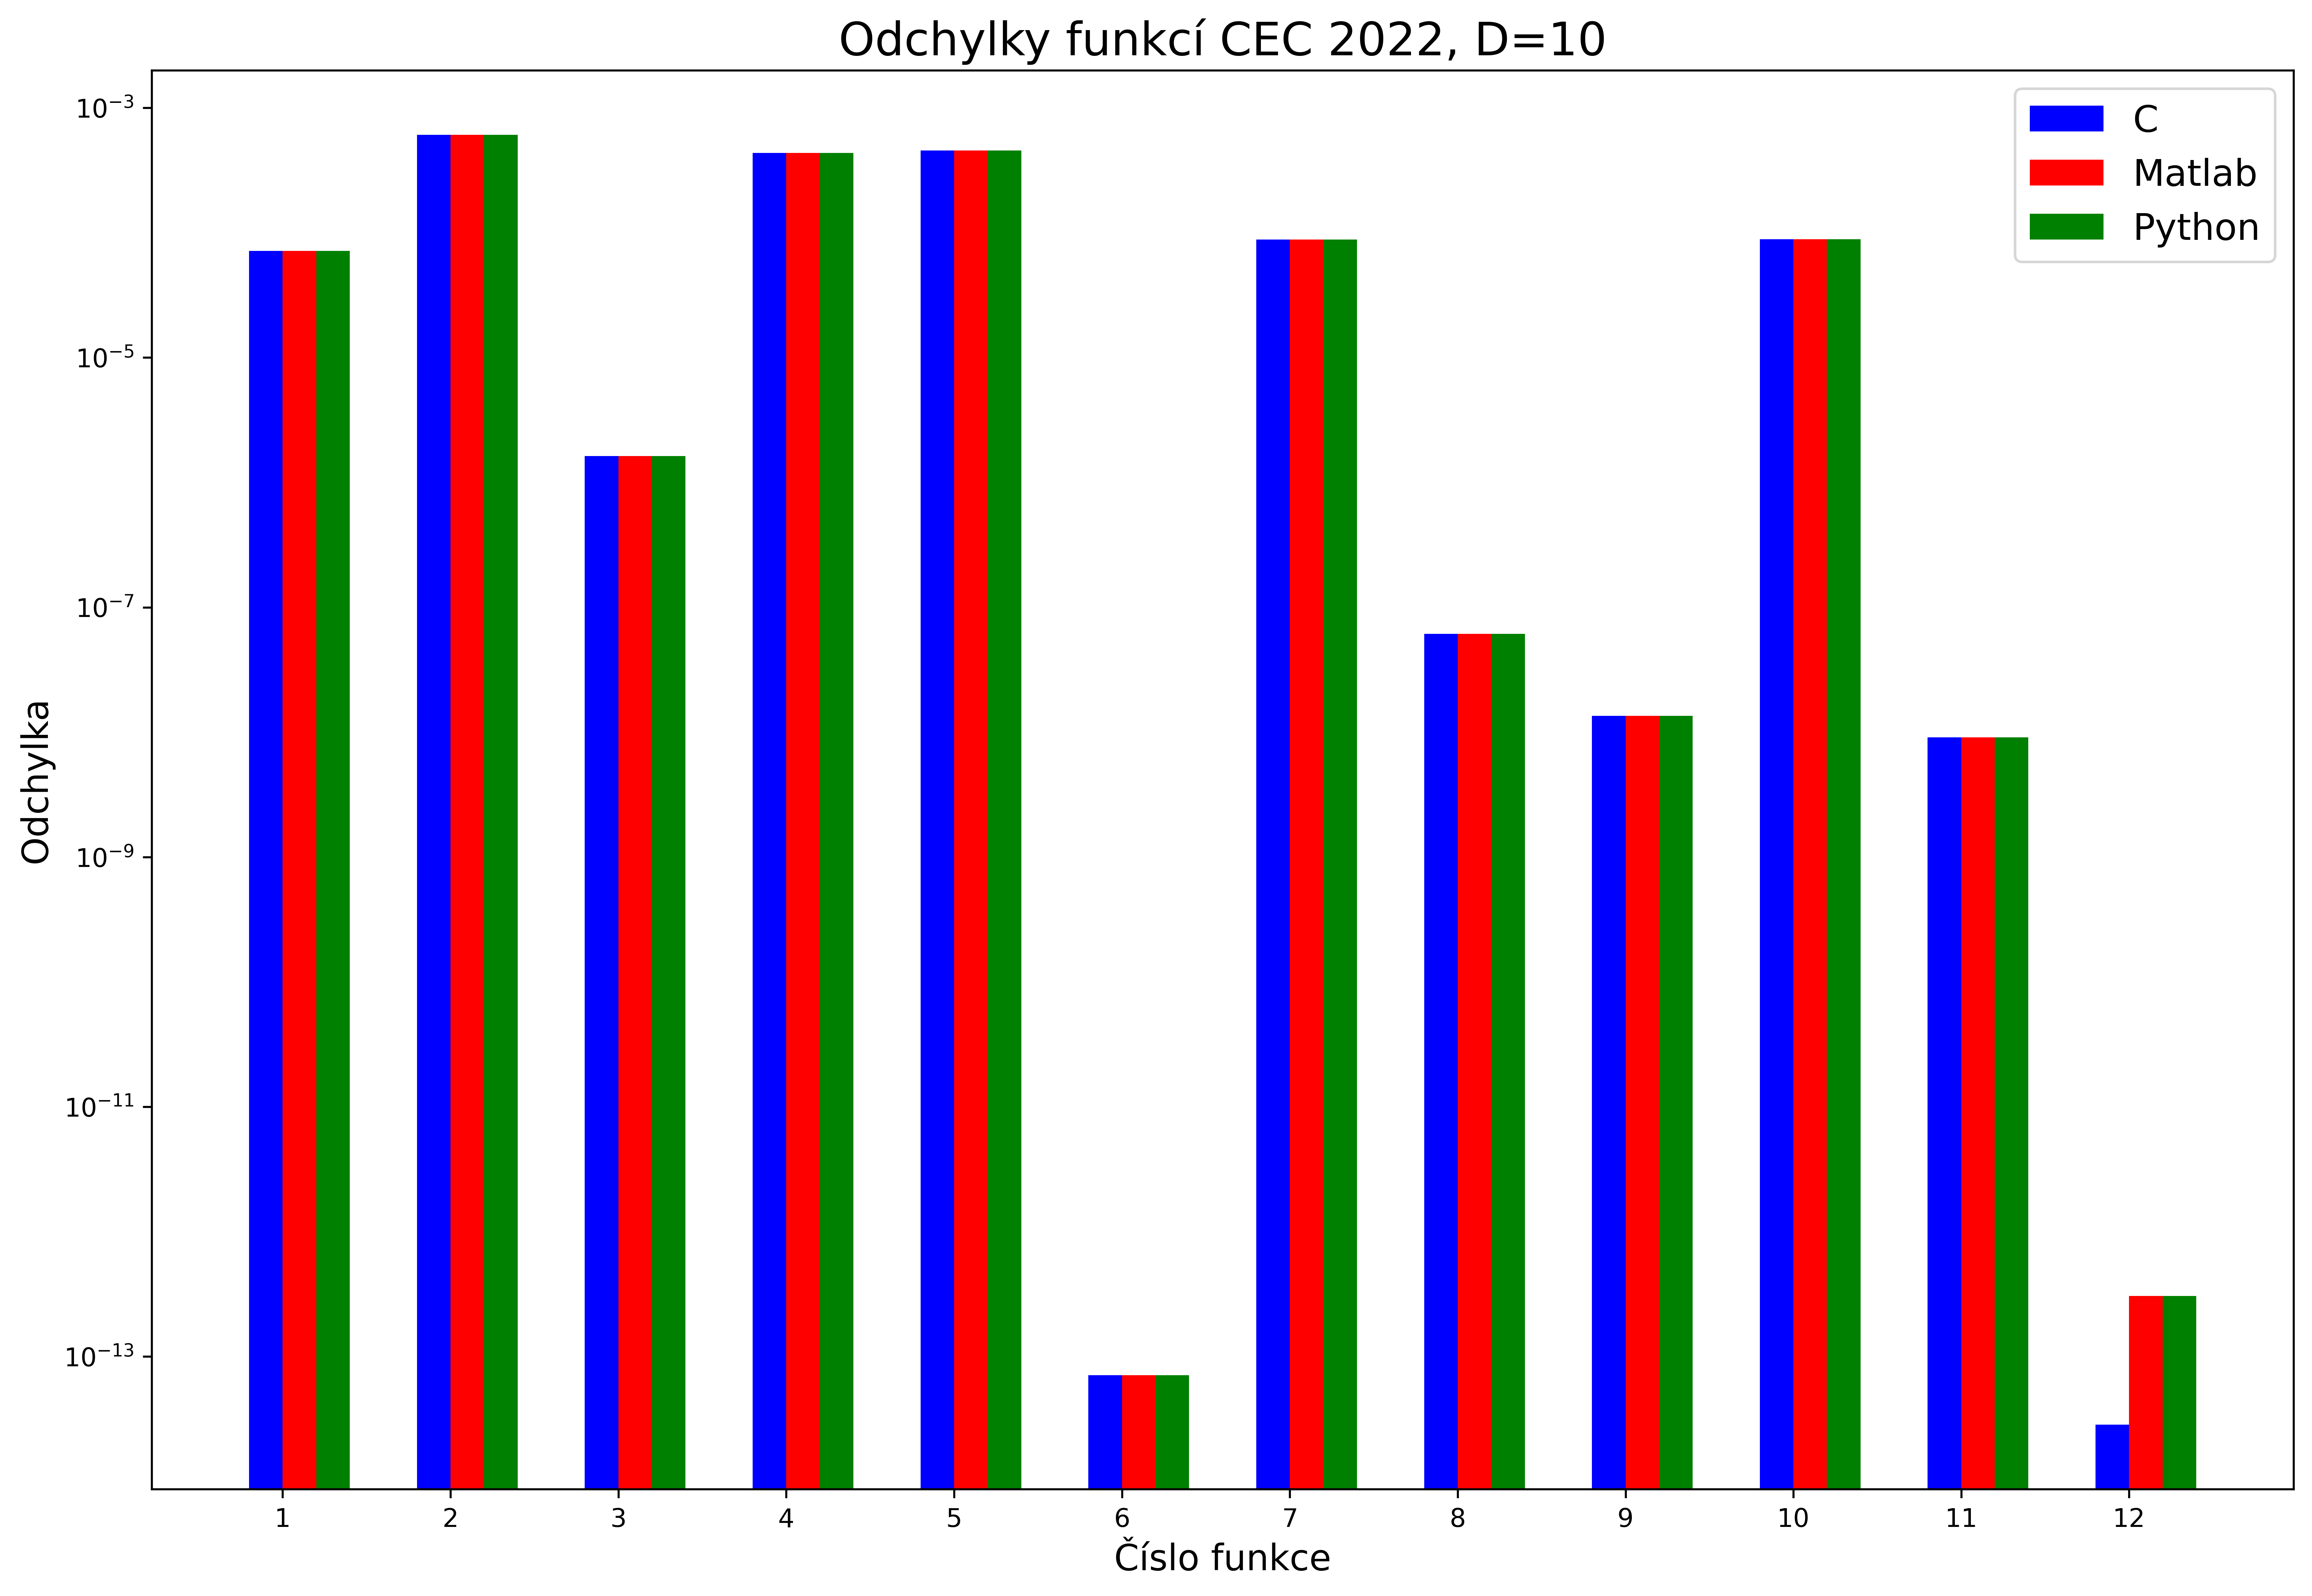 Odchylky funkcí CEC 2022, D=10
C
Matlab
Python
Odchylka
10⁻³
10⁻⁵
10⁻⁷
10⁻⁹
10⁻¹¹
10⁻¹³
1 2 3 4 5 6 7 8 9 10 11 12
Číslo funkce